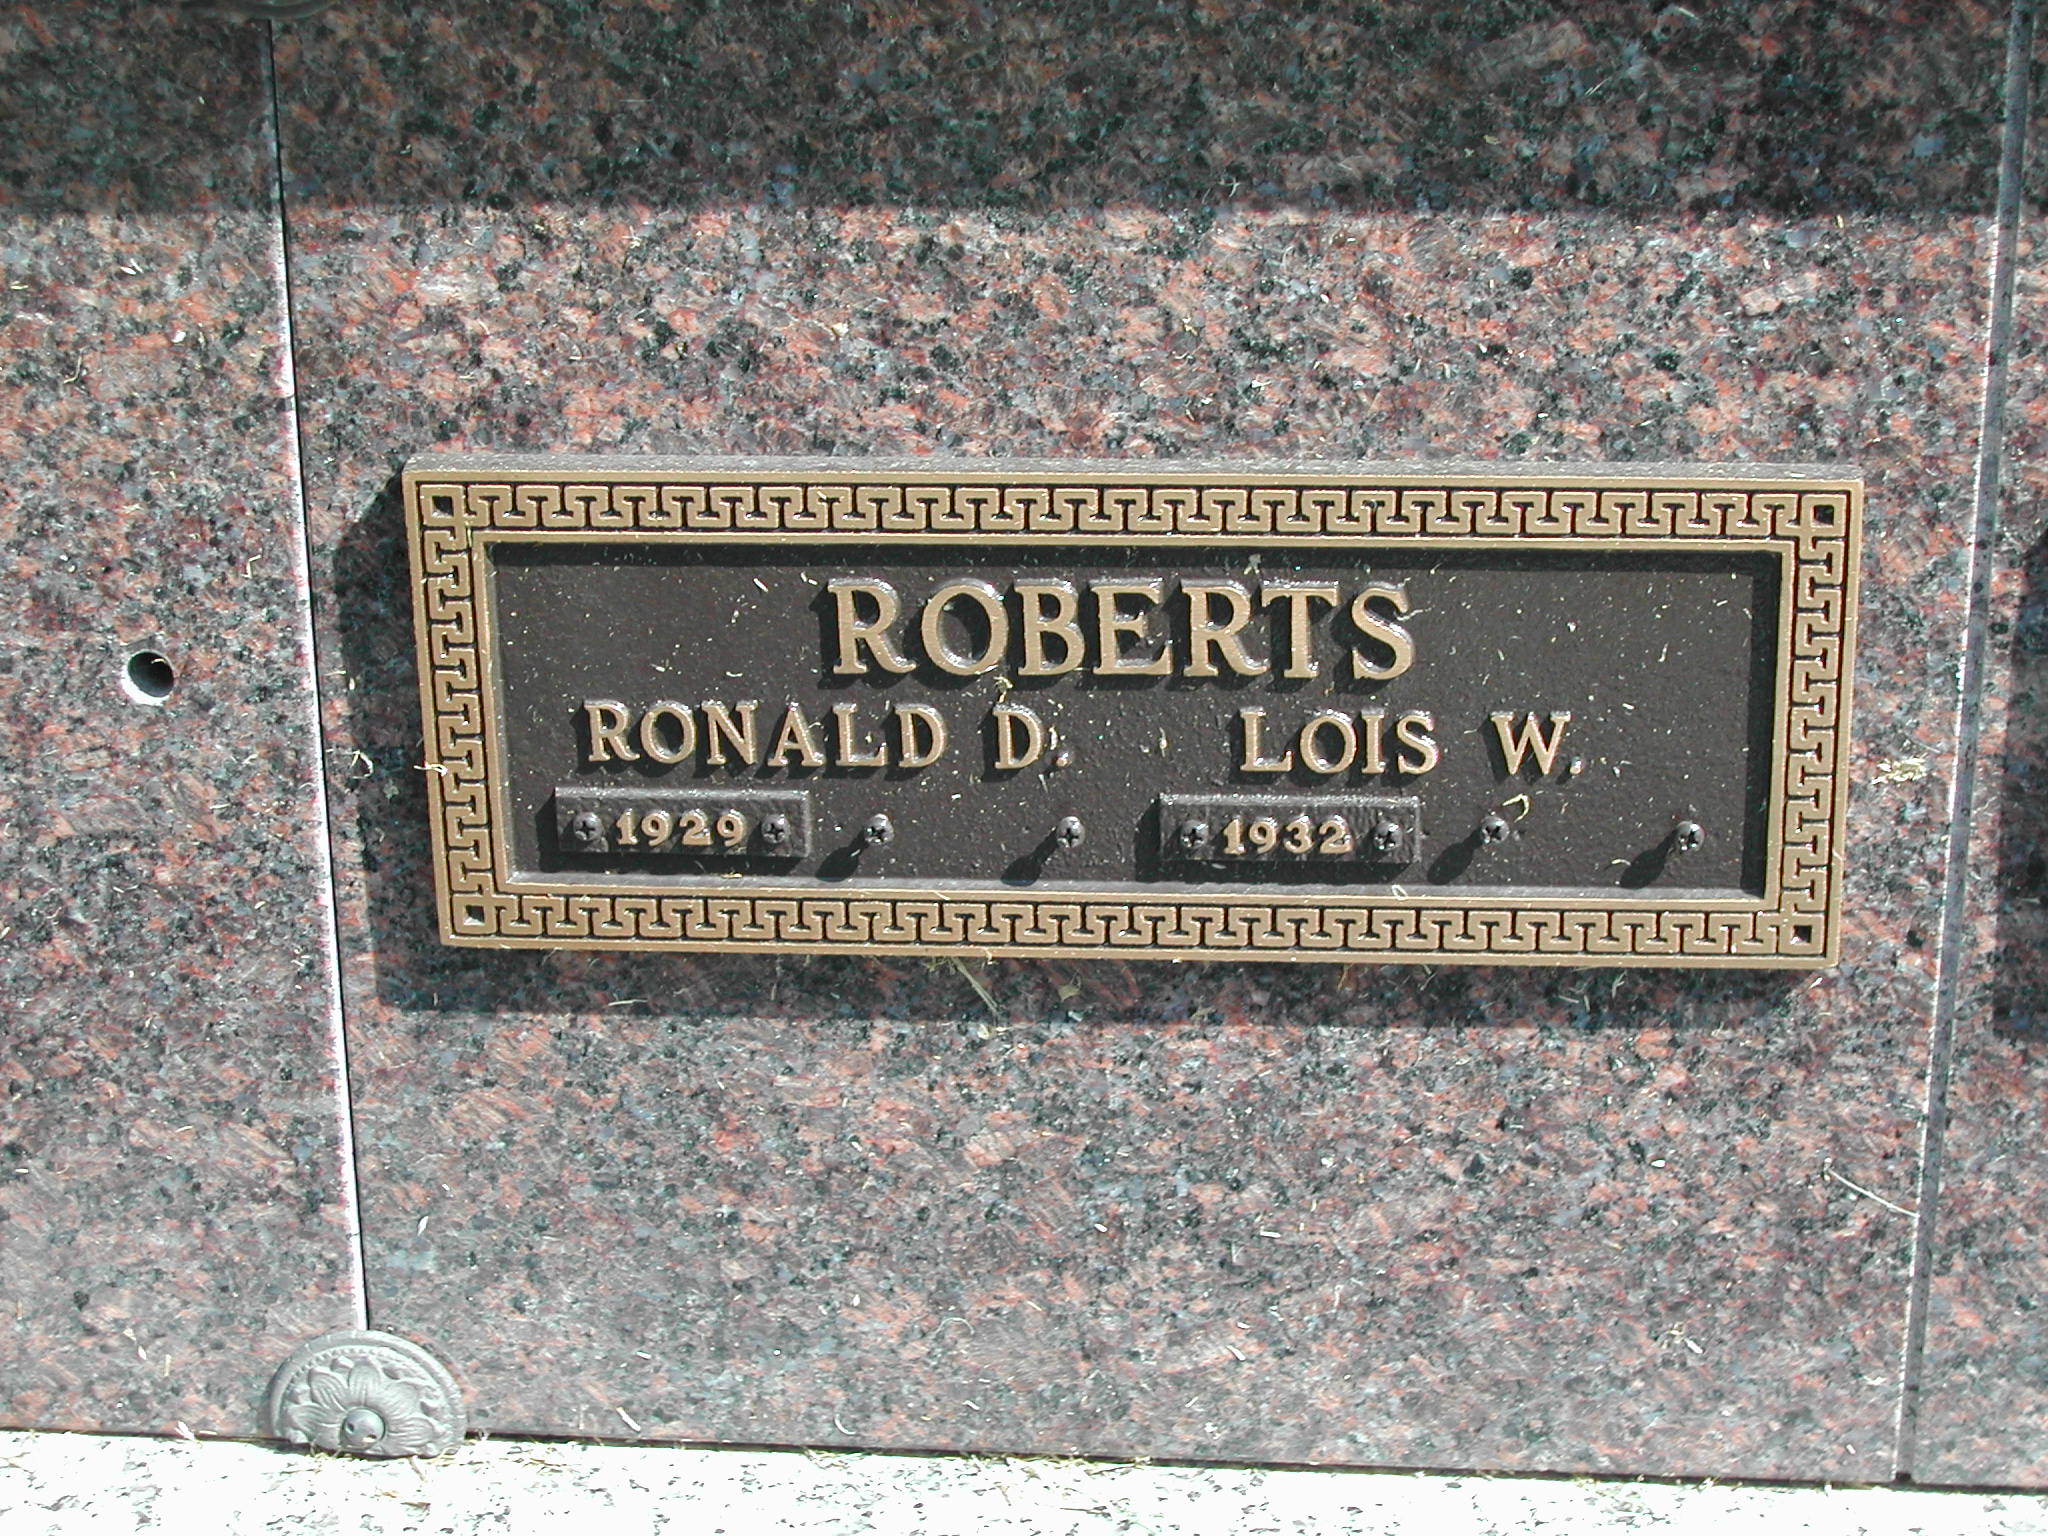 ROBERTS
RONALD D. LOIS W.
1929 1932